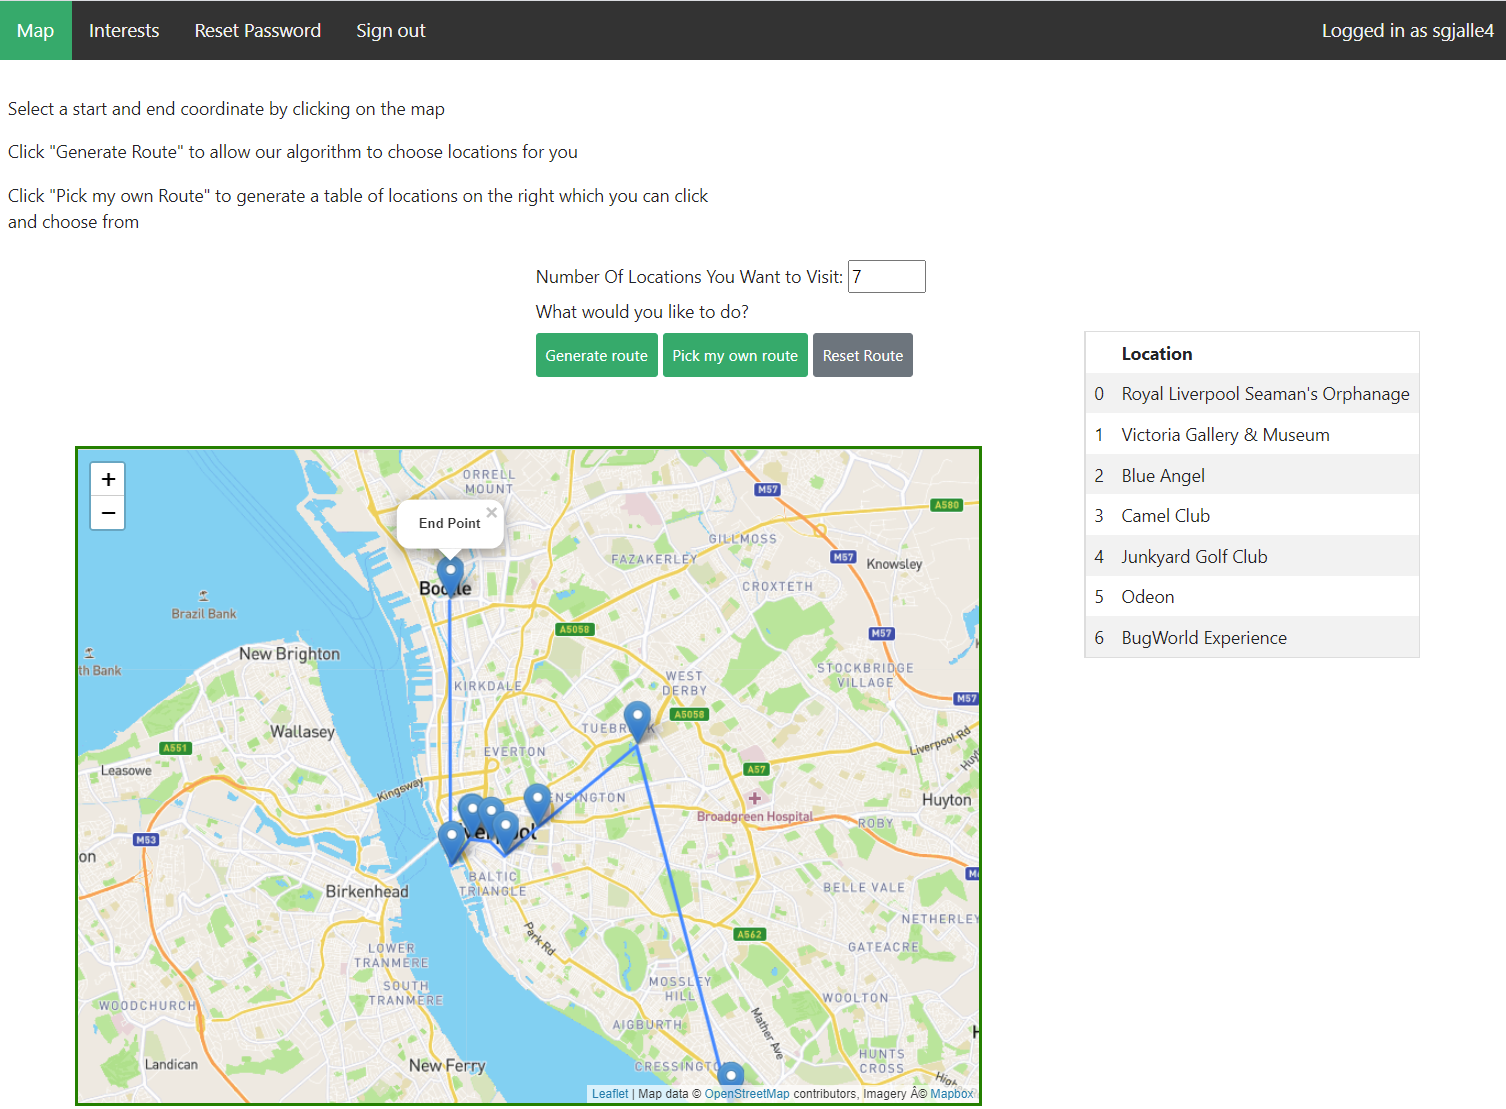 Map Interests Reset Password Sign out Logged in as sgjalle4
Select a start and end coordinate by clicking on the map
Click "Generate Route" to allow our algorithm to choose locations for you
Click "Pick my own Route" to generate a table of locations on the right which you can click
and choose from
Number Of Locations You Want to Visit: 7
What would you like to do?
Generate route Pick my own route Reset Route
Location
0 Royal Liverpool Seaman's Orphanage
1 Victoria Gallery & Museum
2 Blue Angel
3 Camel Club
4 Junkyard Golf Club
5 Odeon
6 BugWorld Experience
+
−
ORRELL
MOUNT
M57
A580
End Point ×
GILLMOSS
FAZAKERLEY
M57
Knowsley
CROXTETH
Brazil Bank
A5058
M57
New Brighton
th Bank
STOCKBRIDGE
VILLAGE
WEST
DERBY
KIRKDALE
M57
A5058
Wallasey
Liverpool Rd
A551
EVERTON
Leasowe
A57
Kingsway
Huyton
Broadgreen Hospital
ROBY
M53
on
BALTIC
TRIANGLE
Birkenhead
BELLE VALE
NETHERLEY
Park Rd
A562
GATEACRE
LOWER
TRANMERE
SOUTH
TRANMERE
MOSSLEY
HILL
WOOLTON
WOODCHURCH
AIGBURTH
Mather Ave
HUNTS
CROSS
Landican
New Ferry
CRESSINGTO
High
Leaflet | Map data © OpenStreetMap contributors, Imagery Â© Mapbox